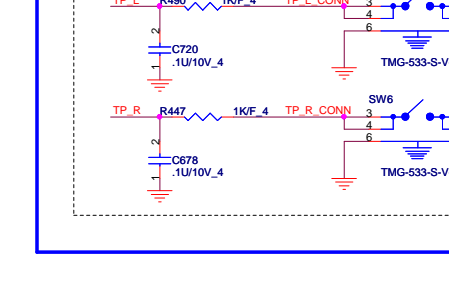 TP_L R490 1K/F_4 TP_L_CONN 3
4
6
2
C720
.1U/10V_4
1
TMG-533-S-V
SW6
TP_R R447 1K/F_4 TP_R_CONN 3
4
6
2
C678
.1U/10V_4
1
TMG-533-S-V